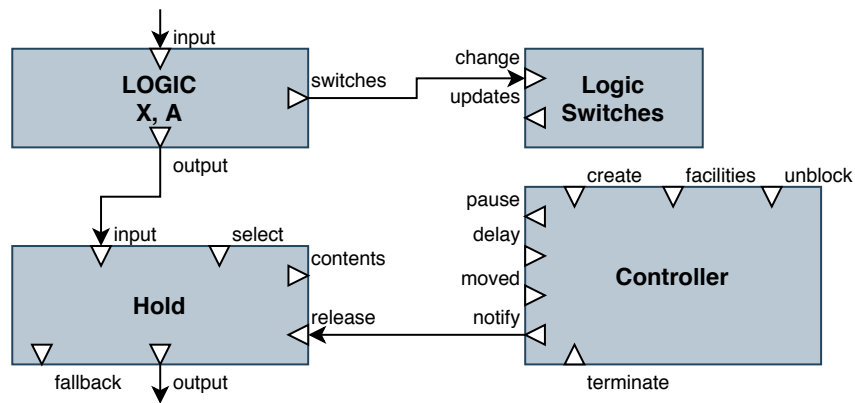 input
LOGIC
X, A
switches
output
change
updates
Logic
Switches
create
facilities
unblock
pause
delay
moved
notify
Controller
terminate
input
select
contents
Hold
release
fallback
output